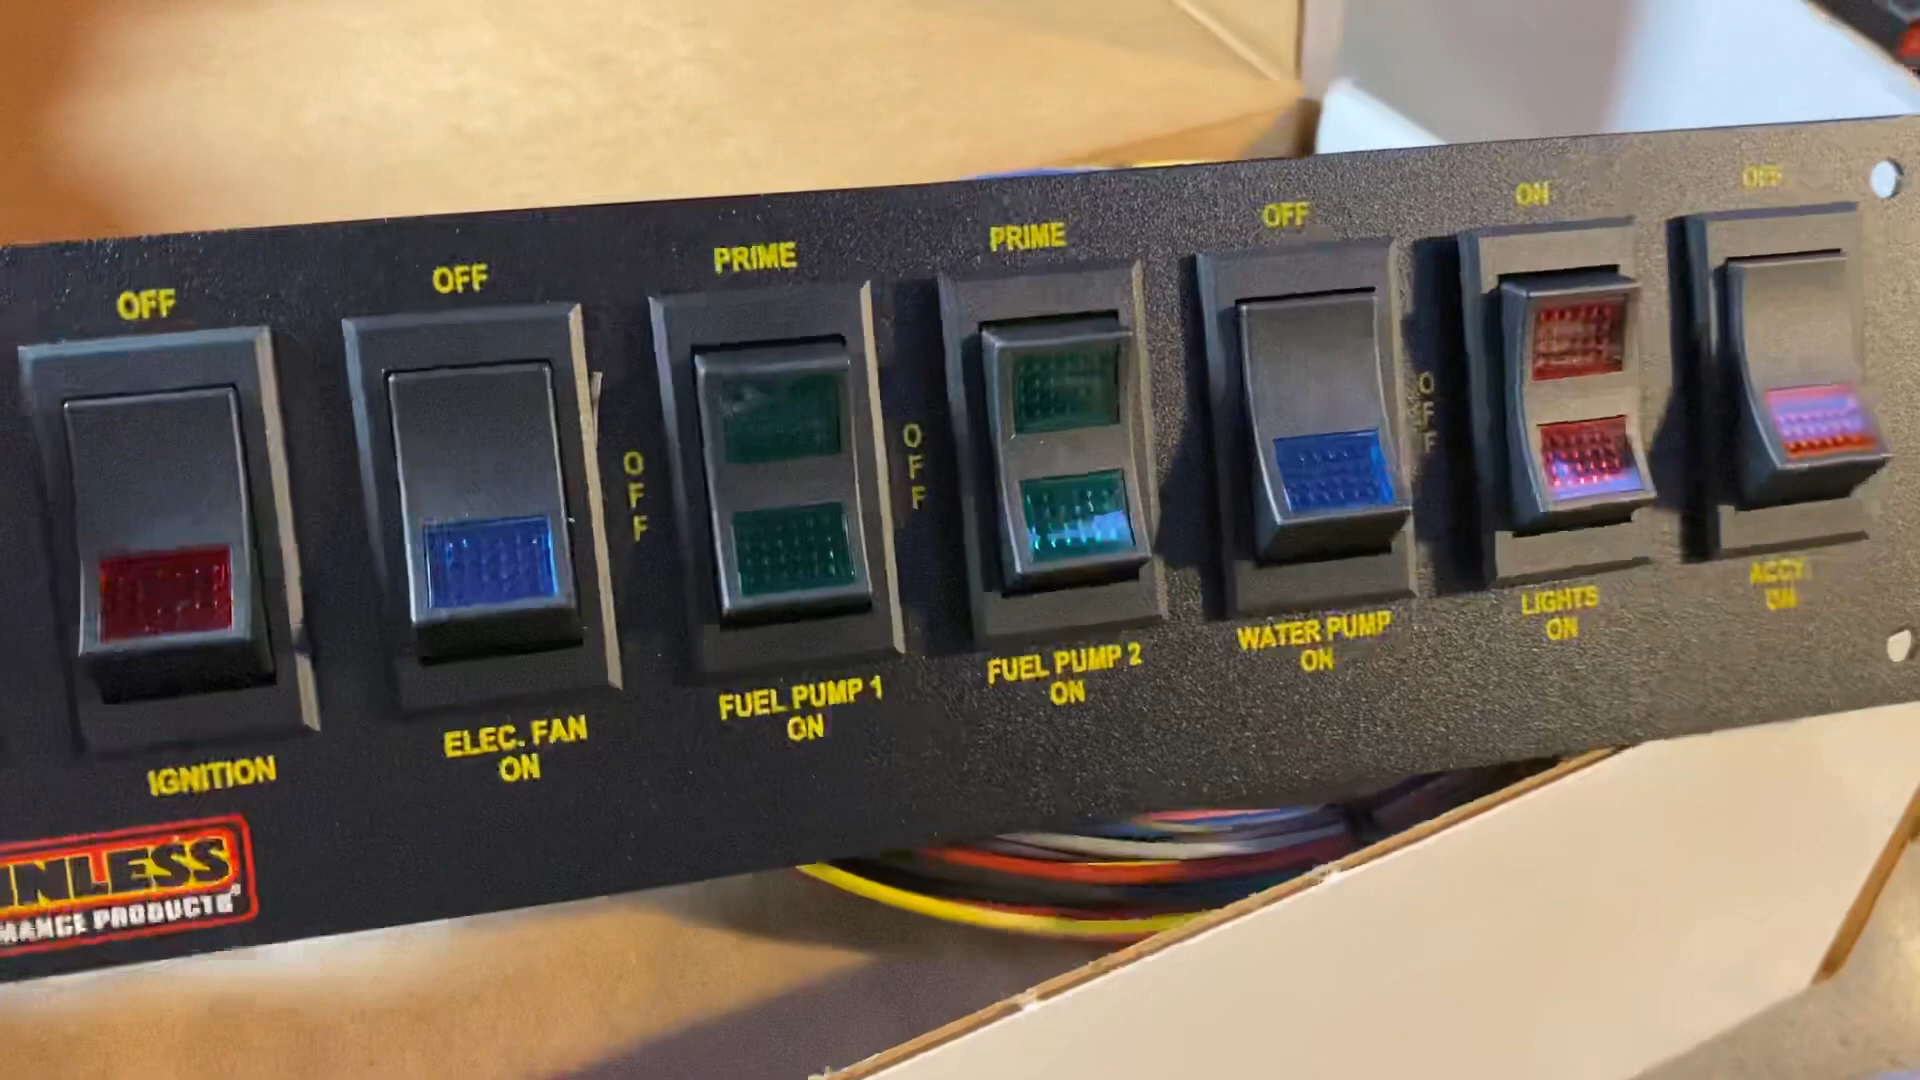 OFF
OFF
PRIME
PRIME
OFF
ON
OFF
OFF
OFF
OFF
IGNITION
ELEC. FAN
ON
FUEL PUMP 1
ON
FUEL PUMP 2
ON
WATER PUMP
ON
LIGHTS
ON
ACCY.
ON
INLESS
MANCE PRODUCTS